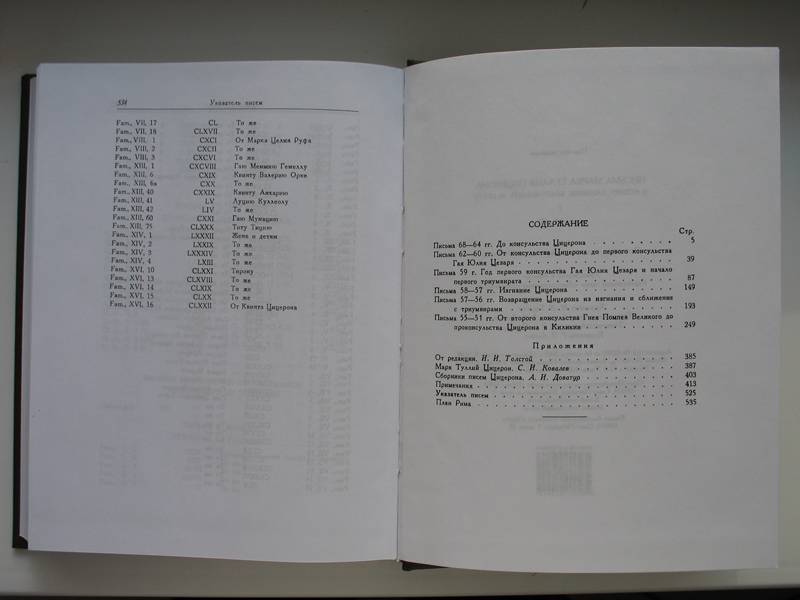 534 Указатель писем
Fam., VII, 17 CL То же
Fam., VII, 18 CLXVII То же
Fam., VIII, 1 CXCI От Марка Целия Руфа
Fam., VIII, 2 CXCII То же
Fam., VIII, 3 CXCVI То же
Fam., XIII, 1 CXCVIII Гаю Меммию Гемеллу
Fam., XIII, 6 CXIX Квинту Валерию Орке
Fam., XIII, 6a CXX То же
Fam., XIII, 40 CXXIX Квинту Анхарию
Fam., XIII, 41 LV Луцию Куллеолу
Fam., XIII, 42 LIV То же
Fam., XIII, 60 CXXI Гаю Мунацию
Fam., XIII, 75 CLXXX Титу Титию
Fam., XIV, 1 LXXXII Жене и детям
Fam., XIV, 2 LXXIX То же
Fam., XIV, 3 LXXXIV То же
Fam., XIV, 4 LXIII То же
Fam., XVI, 10 CLXXI Тирону
Fam., XVI, 13 CLXVIII То же
Fam., XVI, 14 CLXIX То же
Fam., XVI, 15 CLXX То же
Fam., XVI, 16 CLXXII От Квинта Цицерона
СОДЕРЖАНИЕ
Стр.
Письма 68—64 гг. До консульства Цицерона 5
Письма 62—60 гг. От консульства Цицерона до первого консульства
Гая Юлия Цезаря 39
Письма 59 г. Год первого консульства Гая Юлия Цезаря и начало
первого триумвирата 87
Письма 58—57 гг. Изгнание Цицерона 149
Письма 57—56 гг. Возвращение Цицерона из изгнания и сближение
с триумвирами 193
Письма 55—51 гг. От второго консульства Гнея Помпея Великого до
проконсульства Цицерона в Киликии 249
Приложения
От редакции. И. И. Толстой 385
Марк Туллий Цицерон. С. И. Ковалев 387
Сборники писем Цицерона. А. И. Доватур 403
Примечания 413
Указатель писем 525
План Рима 535